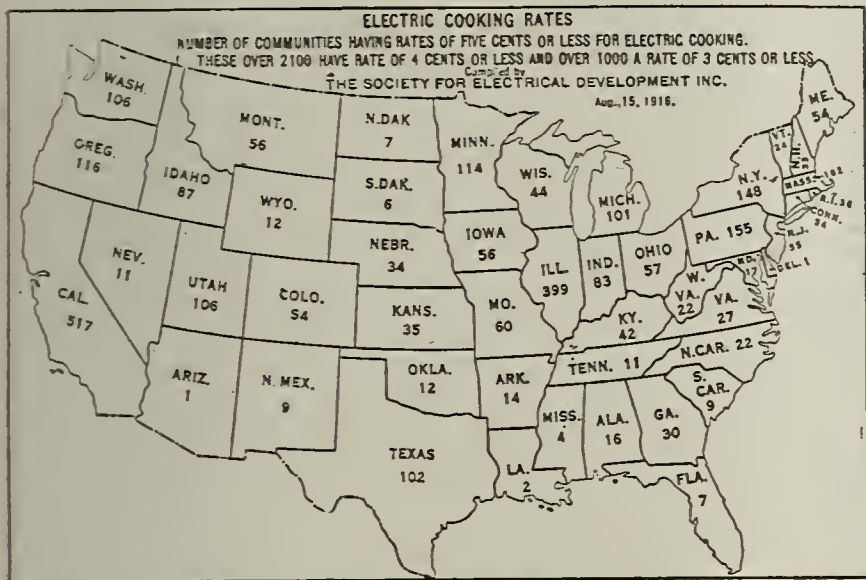 ELECTRIC COOKING RATES
NUMBER OF COMMUNITIES HAVING RATES OF FIVE CENTS OR LESS FOR ELECTRIC COOKING.
THESE OVER 2100 HAVE RATE OF 4 CENTS OR LESS AND OVER 1000 A RATE OF 3 CENTS OR LESS
Compiled by
THE SOCIETY FOR ELECTRICAL DEVELOPMENT INC.
Aug., 15, 1916.
WASH.
106
OREG.
116
IDAHO
87
MONT.
56
N.DAK
7
MINN.
114
S.DAK.
6
WYO.
12
WIS.
44
MICH.
101
ME.
54
VT.
N.H.
MASS. 102
R.I. 36
CONN.
34
N.Y.
148
N.J.
PA. 155
NEV.
11
CAL.
517
UTAH
106
COLO.
54
NEBR.
34
IOWA
56
KANS.
35
MO.
60
ILL.
399
IND.
83
OHIO
57
MD.
17
DEL. 1
W.
VA.
22
VA.
27
KY.
42
TENN. 11
N.CAR. 22
S.
CAR.
9
ARIZ.
1
N. MEX.
9
OKLA.
12
ARK.
14
TEXAS
102
LA.
2
MISS.
4
ALA.
16
GA.
30
FLA.
7